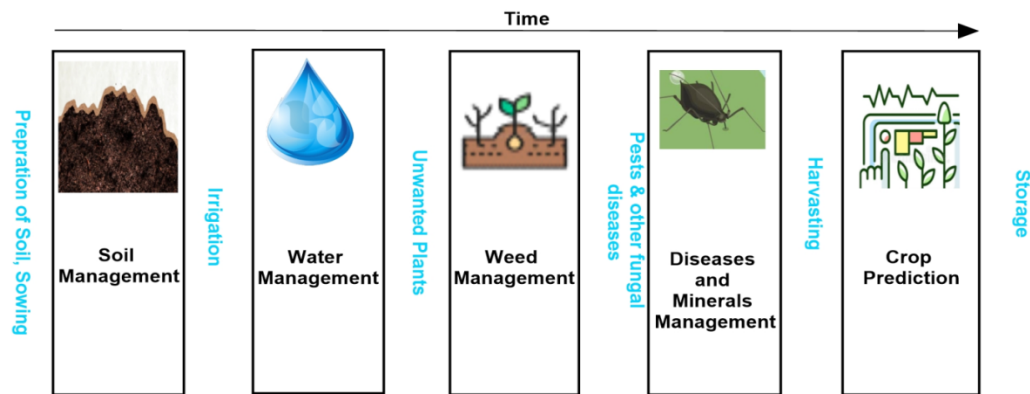 Time
Prepration of Soil, Sowing
Soil
Management
Irrigation
Water
Management
Unwanted Plants
Weed
Management
Pests & other fungal
diseases
Diseases
and
Minerals
Management
Harvasting
Crop
Prediction
Storage